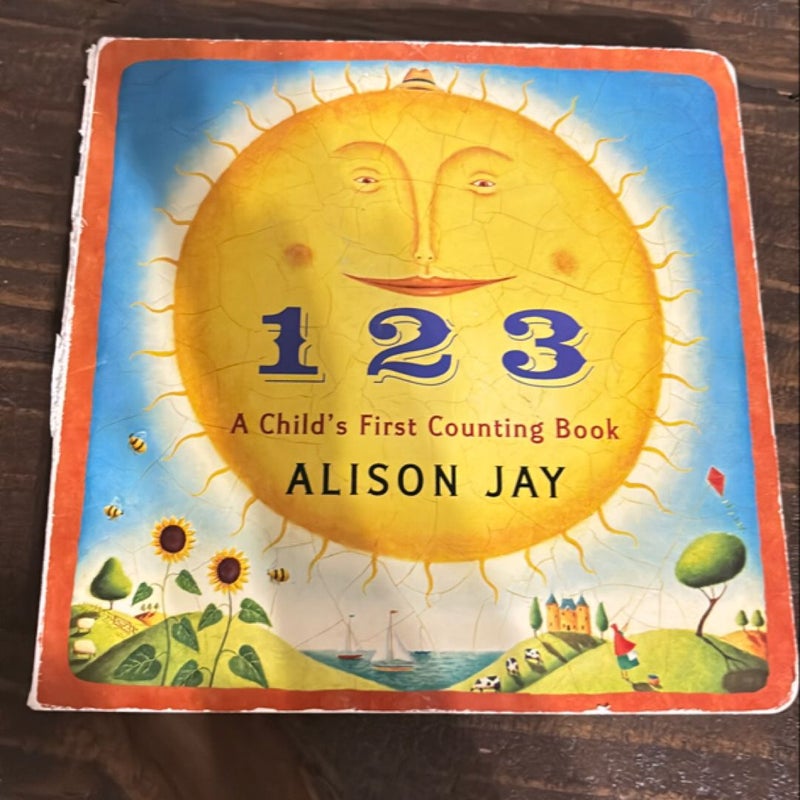 1 2 3
A Child's First Counting Book
ALISON JAY